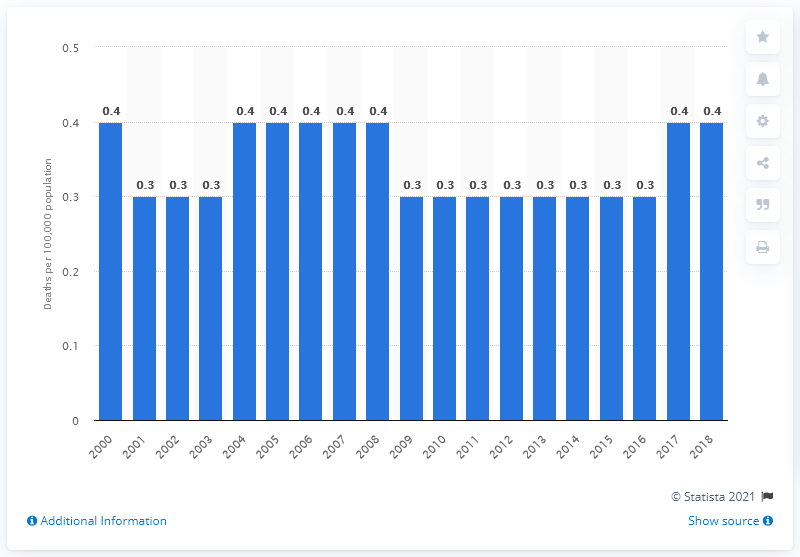 0.5
0.4
0.3
0.2
0.1
0
Deaths per 100,000 population
0.4 0.3 0.3 0.3 0.4 0.4 0.4 0.4 0.4 0.3 0.3 0.3 0.3 0.3 0.3 0.3 0.3 0.4 0.4
2000 2001 2002 2003 2004 2005 2006 2007 2008 2009 2010 2011 2012 2013 2014 2015 2016 2017 2018
© Statista 2021
Additional Information
Show source